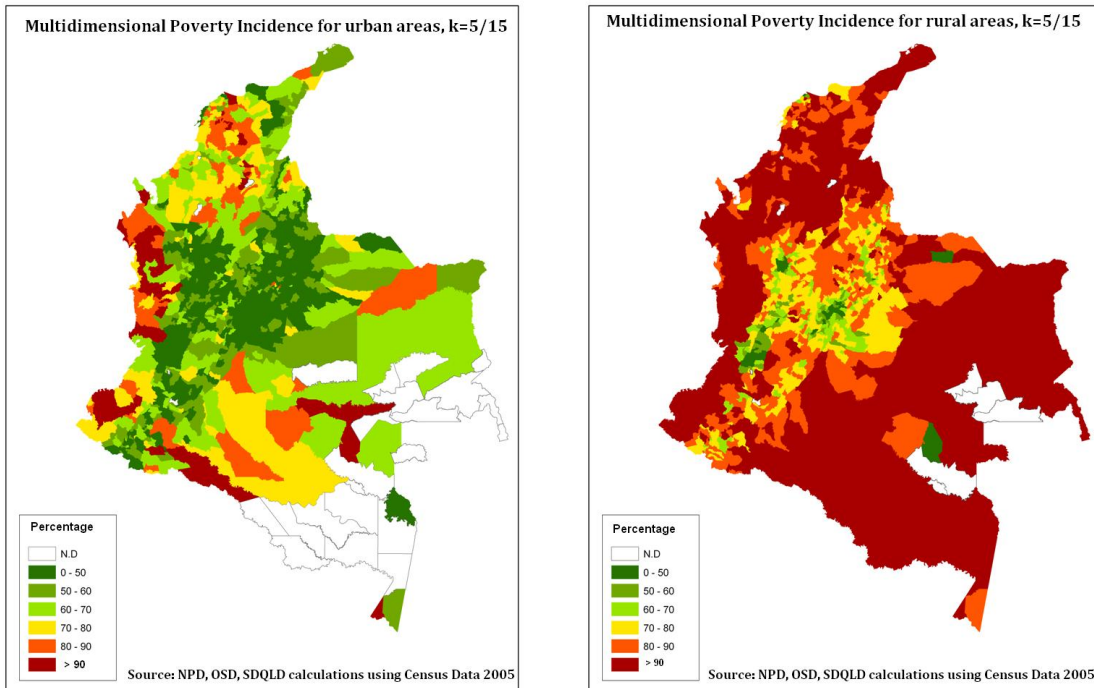 Multidimensional Poverty Incidence for urban areas, k=5/15
Percentage
N.D
0 - 50
50 - 60
60 - 70
70 - 80
80 - 90
> 90
Source: NPD, OSD, SDQLD calculations using Census Data 2005
Multidimensional Poverty Incidence for rural areas, k=5/15
Percentage
N.D
0 - 50
50 - 60
60 - 70
70 - 80
80 - 90
> 90
Source: NPD, OSD, SDQLD calculations using Census Data 2005